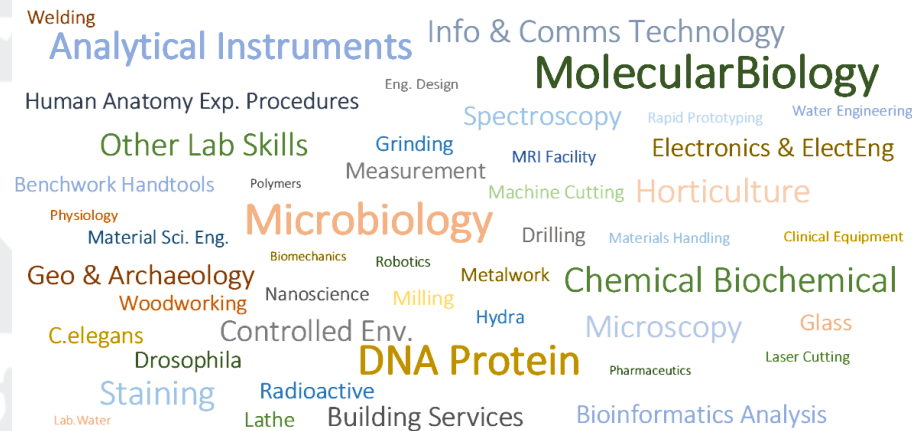 Welding
Analytical Instruments
Info & Comms Technology
MolecularBiology
Eng. Design
Human Anatomy Exp. Procedures
Spectroscopy
Rapid Prototyping
Water Engineering
Other Lab Skills
Grinding
MRI Facility
Electronics & ElectEng
Measurement
Benchwork Handtools
Polymers
Machine Cutting
Horticulture
Physiology
Microbiology
Material Sci. Eng.
Drilling
Materials Handling
Clinical Equipment
Biomechanics
Robotics
Geo & Archaeology
Metalwork
Chemical Biochemical
Woodworking
Nanoscience
Milling
Hydra
Microscopy
Glass
C.elegans
Controlled Env.
Drosophila
DNA Protein
Laser Cutting
Pharmaceutics
Staining
Radioactive
Lab.Water
Lathe
Building Services
Bioinformatics Analysis